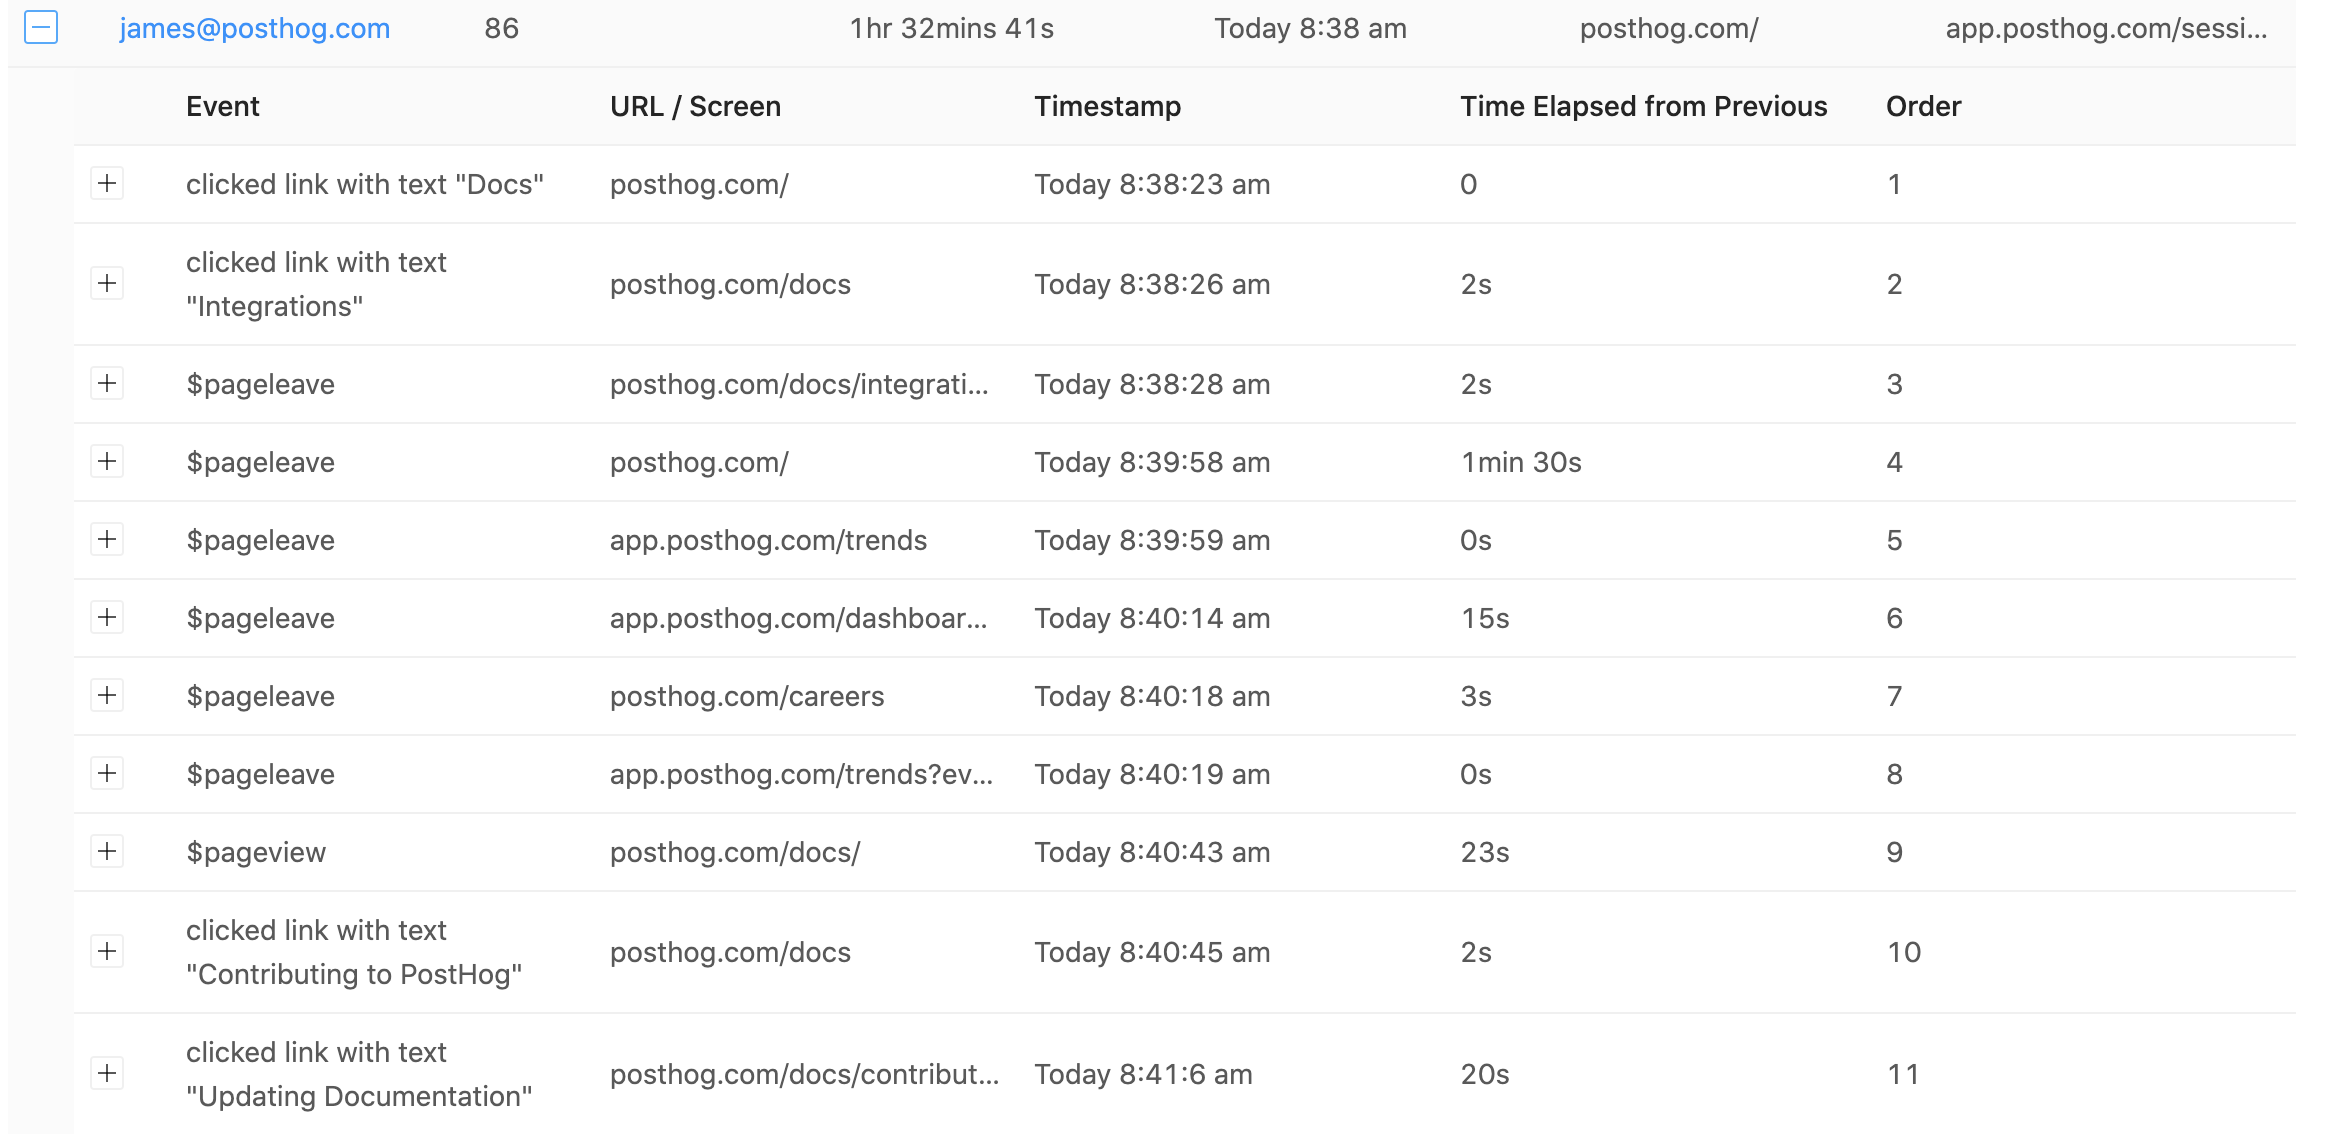 james@posthog.com 86 1hr 32mins 41s Today 8:38 am posthog.com/ app.posthog.com/sessi...
Event URL / Screen Timestamp Time Elapsed from Previous Order
clicked link with text "Docs" posthog.com/ Today 8:38:23 am 0 1
clicked link with text
"Integrations" posthog.com/docs Today 8:38:26 am 2s 2
$pageleave posthog.com/docs/integrati... Today 8:38:28 am 2s 3
$pageleave posthog.com/ Today 8:39:58 am 1min 30s 4
$pageleave app.posthog.com/trends Today 8:39:59 am 0s 5
$pageleave app.posthog.com/dashboar... Today 8:40:14 am 15s 6
$pageleave posthog.com/careers Today 8:40:18 am 3s 7
$pageleave app.posthog.com/trends?ev... Today 8:40:19 am 0s 8
$pageview posthog.com/docs/ Today 8:40:43 am 23s 9
clicked link with text
"Contributing to PostHog" posthog.com/docs Today 8:40:45 am 2s 10
clicked link with text
"Updating Documentation" posthog.com/docs/contribut... Today 8:41:6 am 20s 11